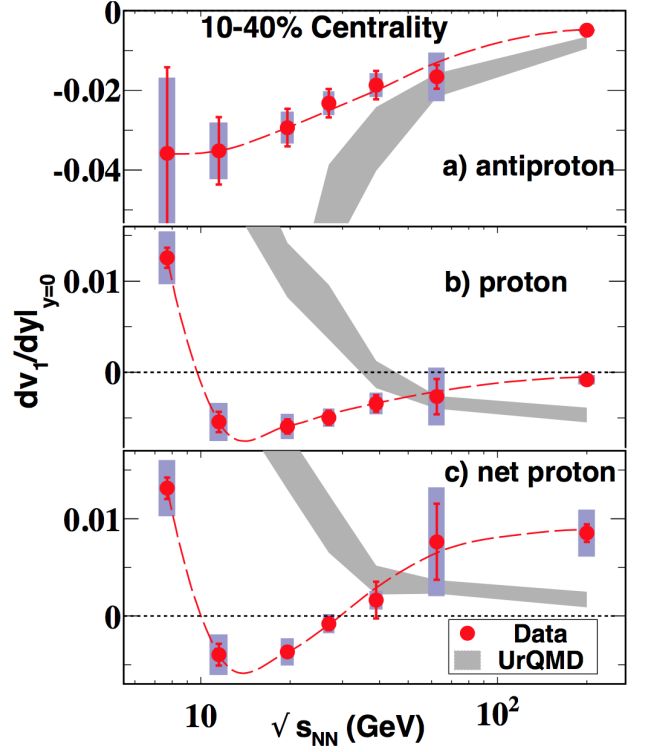 10-40% Centrality
0
-0.02
-0.04
a) antiproton
0.01
0
b) proton
dv1/dy|y=0
c) net proton
0.01
0
Data
UrQMD
10
10²
√ sNN (GeV)